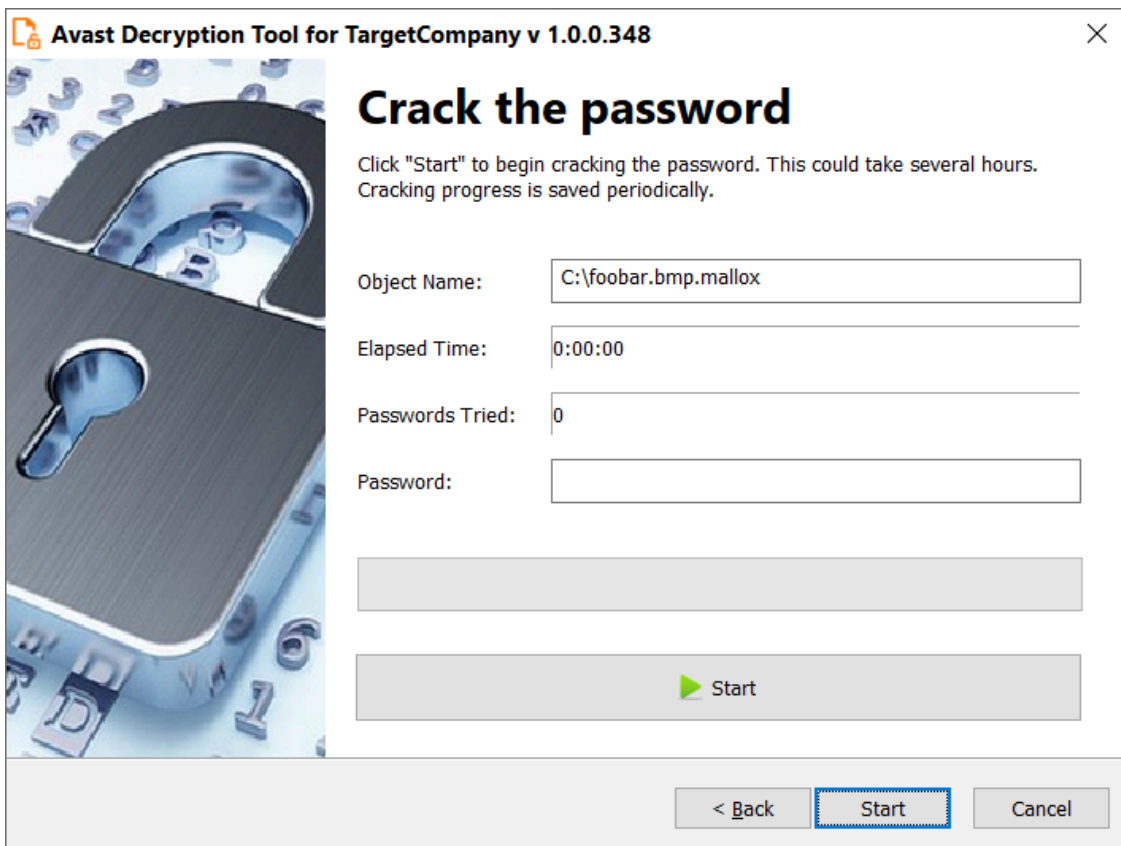 Avast Decryption Tool for TargetCompany v 1.0.0.348
Crack the password
Click "Start" to begin cracking the password. This could take several hours.
Cracking progress is saved periodically.
Object Name: C:\foobar.bmp.mallox
Elapsed Time: 0:00:00
Passwords Tried: 0
Password:
Start
< Back Start Cancel